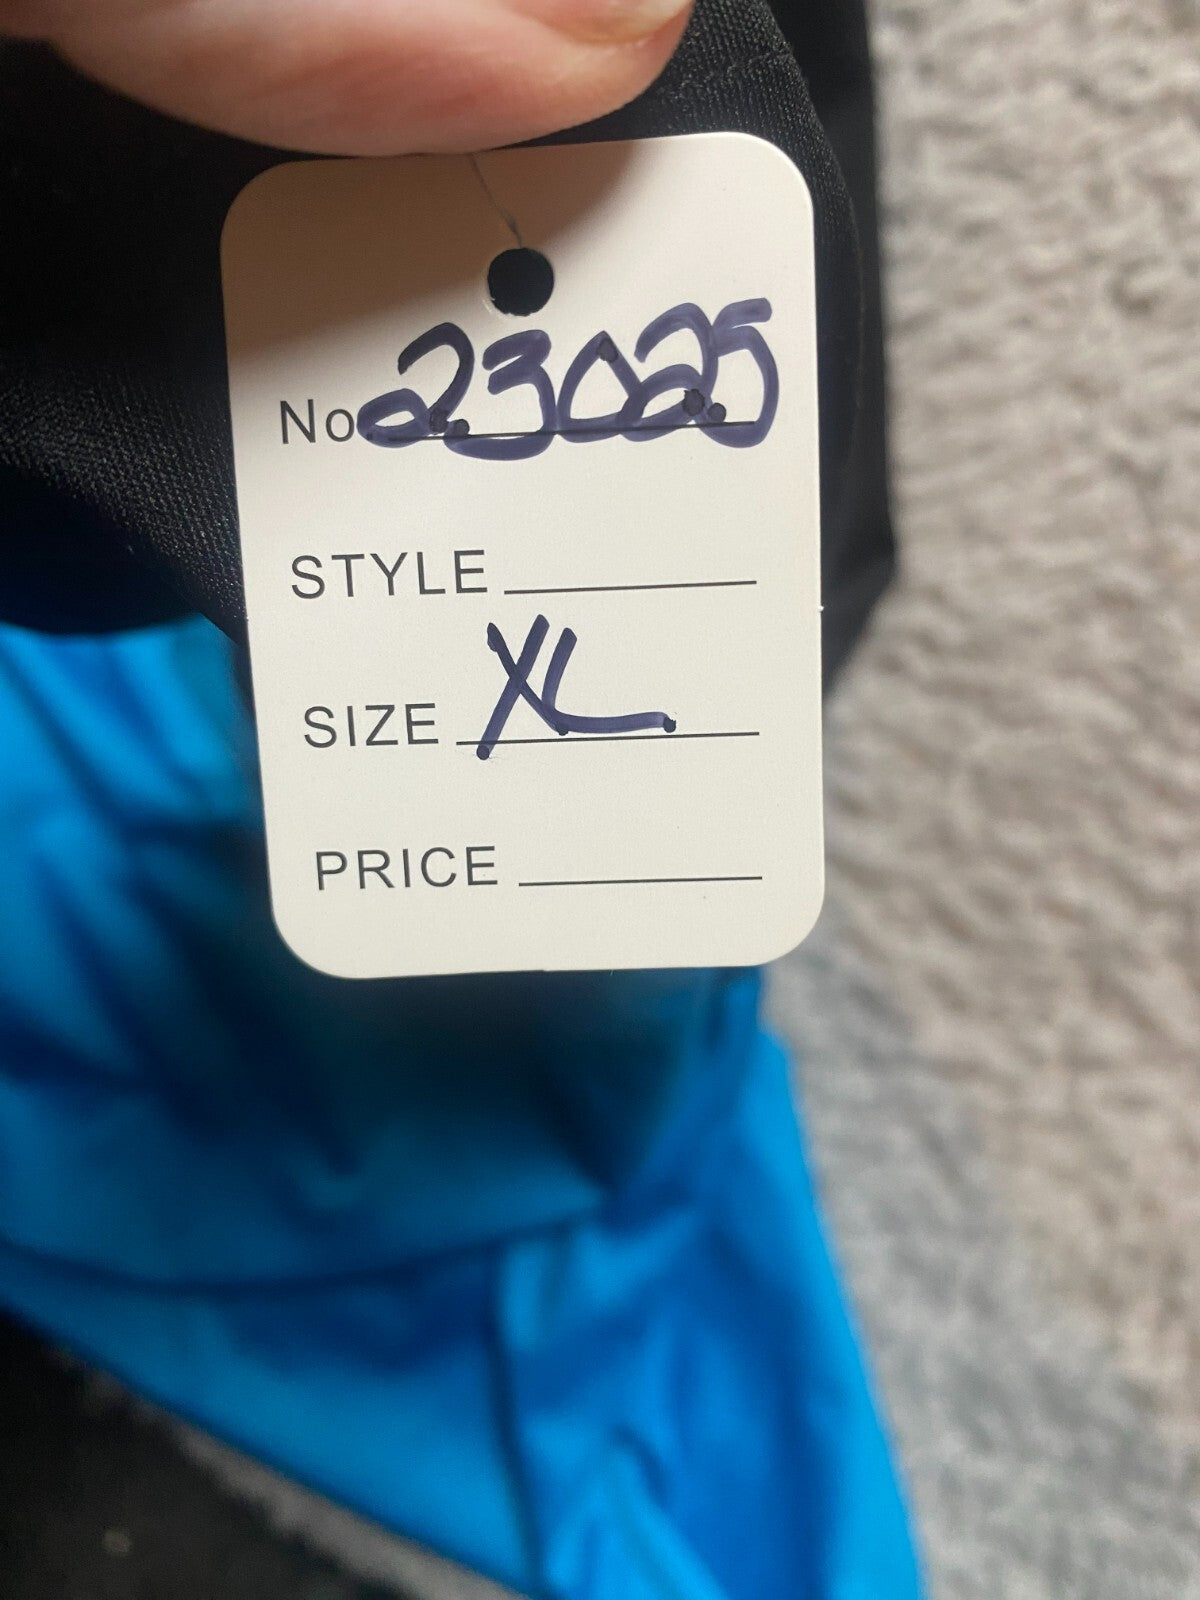 No. 23025
STYLE
SIZE XL
PRICE